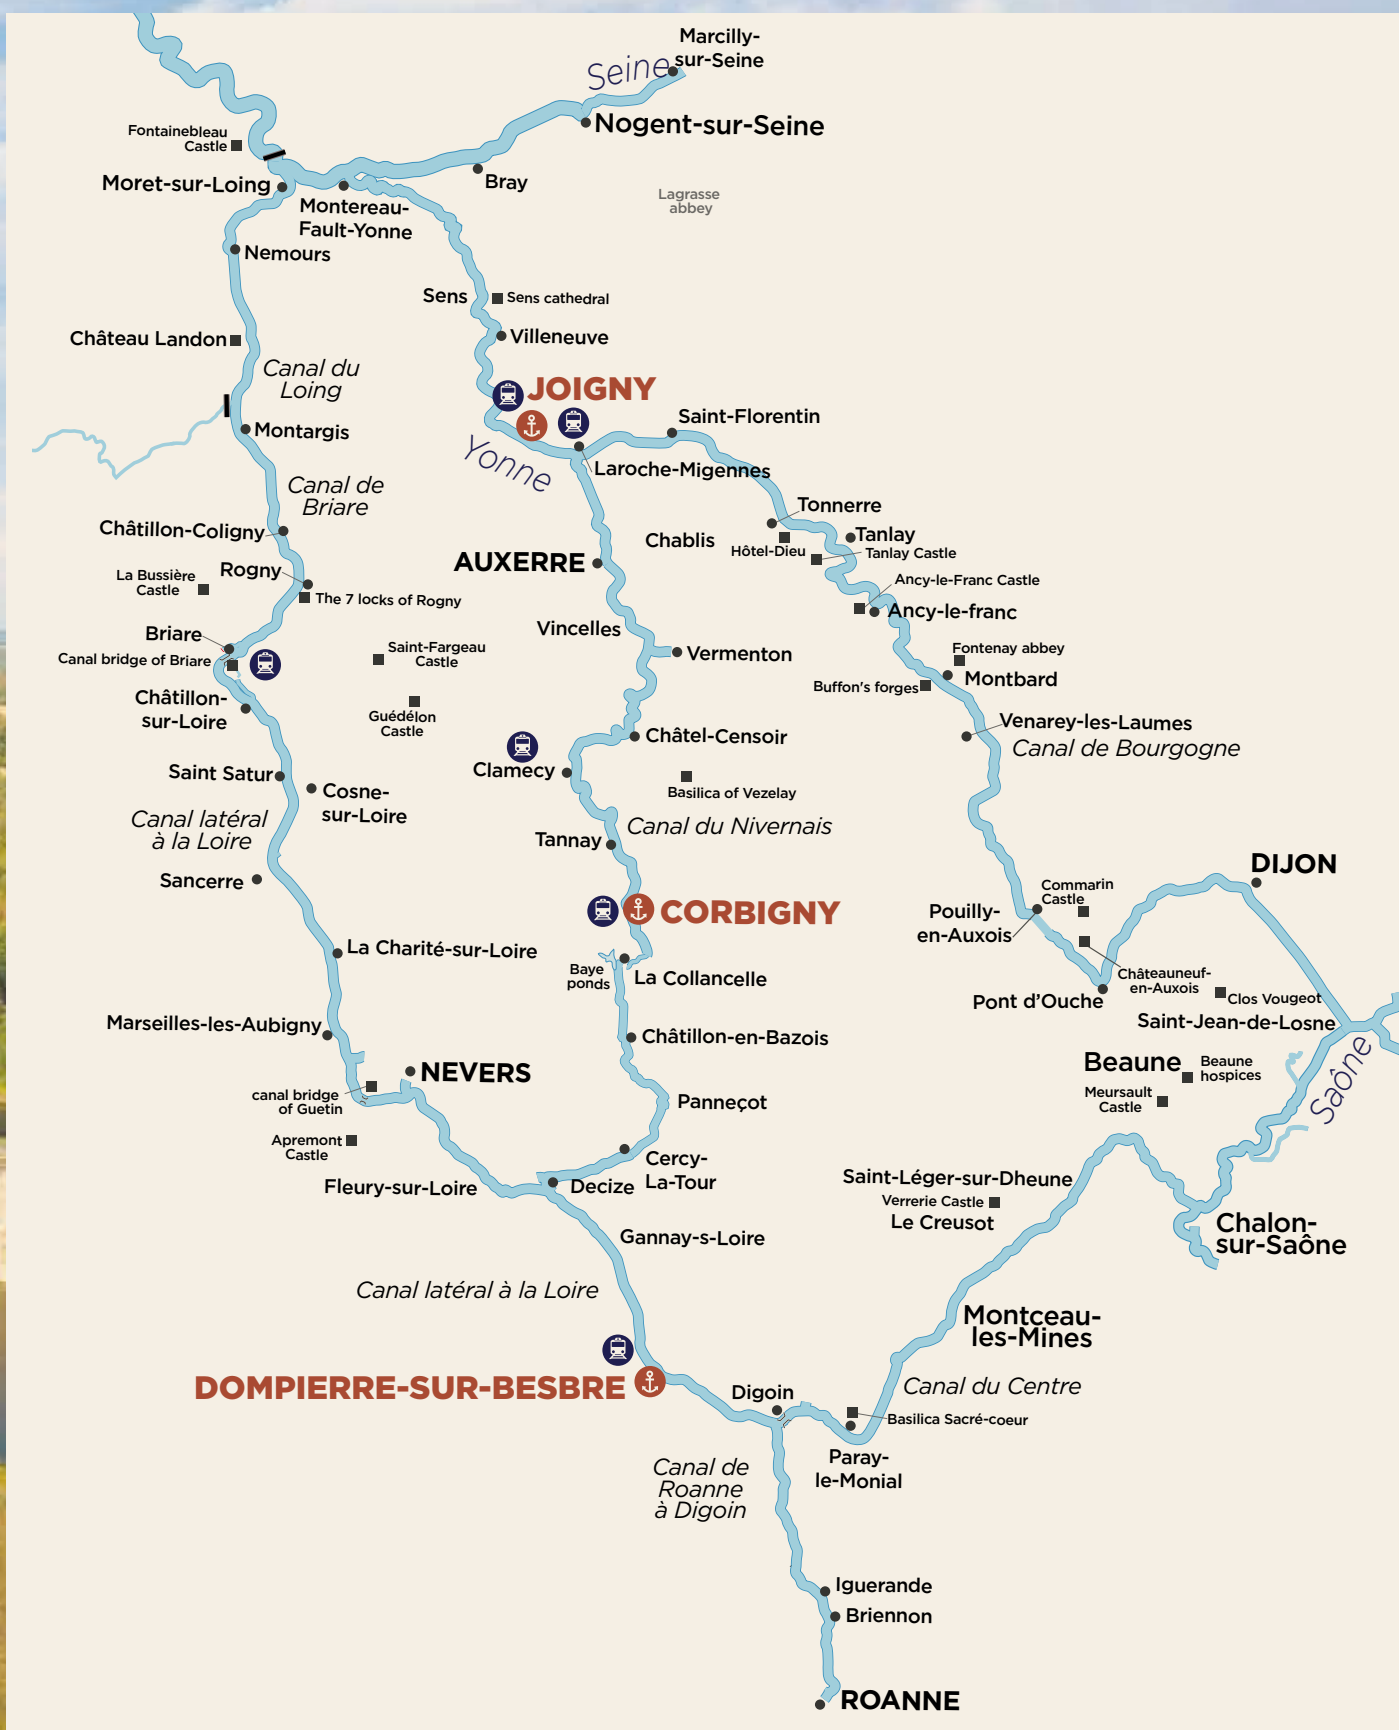 Marcilly-
sur-Seine
Seine
Nogent-sur-Seine
Fontainebleau
Castle
Moret-sur-Loing
Bray
Montereau-
Fault-Yonne
Lagrasse
abbey
Nemours
Sens
Sens cathedral
Villeneuve
Château Landon
Canal du
Loing
JOIGNY
Saint-Florentin
Montargis
Yonne
Laroche-Migennes
Canal de
Briare
Tonnerre
Châtillon-Coligny
Chablis
Hôtel-Dieu
Tanlay
Tanlay Castle
AUXERRE
La Bussière
Castle
Rogny
The 7 locks of Rogny
Ancy-le-Franc Castle
Ancy-le-franc
Vincelles
Briare
Canal bridge of Briare
Saint-Fargeau
Castle
Vermenton
Fontenay abbey
Montbard
Buffon's forges
Châtillon-
sur-Loire
Guédélon
Castle
Venarey-les-Laumes
Canal de Bourgogne
Châtel-Censoir
Clamecy
Saint Satur
Cosne-
sur-Loire
Basilica of Vezelay
Canal latéral
à la Loire
Canal du Nivernais
Tannay
Sancerre
DIJON
Commarin
Castle
CORBIGNY
Pouilly-
en-Auxois
La Charité-sur-Loire
Baye
ponds
La Collancelle
Châteauneuf-
en-Auxois
Pont d'Ouche
Clos Vougeot
Saint-Jean-de-Losne
Marseilles-les-Aubigny
Châtillon-en-Bazois
Saône
Beaune
Beaune
hospices
Meursault
Castle
NEVERS
canal bridge
of Guetin
Panneçot
Apremont
Castle
Cercy-
La-Tour
Fleury-sur-Loire
Decize
Saint-Léger-sur-Dheune
Verrerie Castle
Le Creusot
Chalon-
sur-Saône
Gannay-s-Loire
Canal latéral à la Loire
Montceau-
les-Mines
DOMPIERRE-SUR-BESBRE
Digoin
Canal du Centre
Basilica Sacré-coeur
Paray-
le-Monial
Canal de
Roanne
à Digoin
Iguerande
Briennon
ROANNE